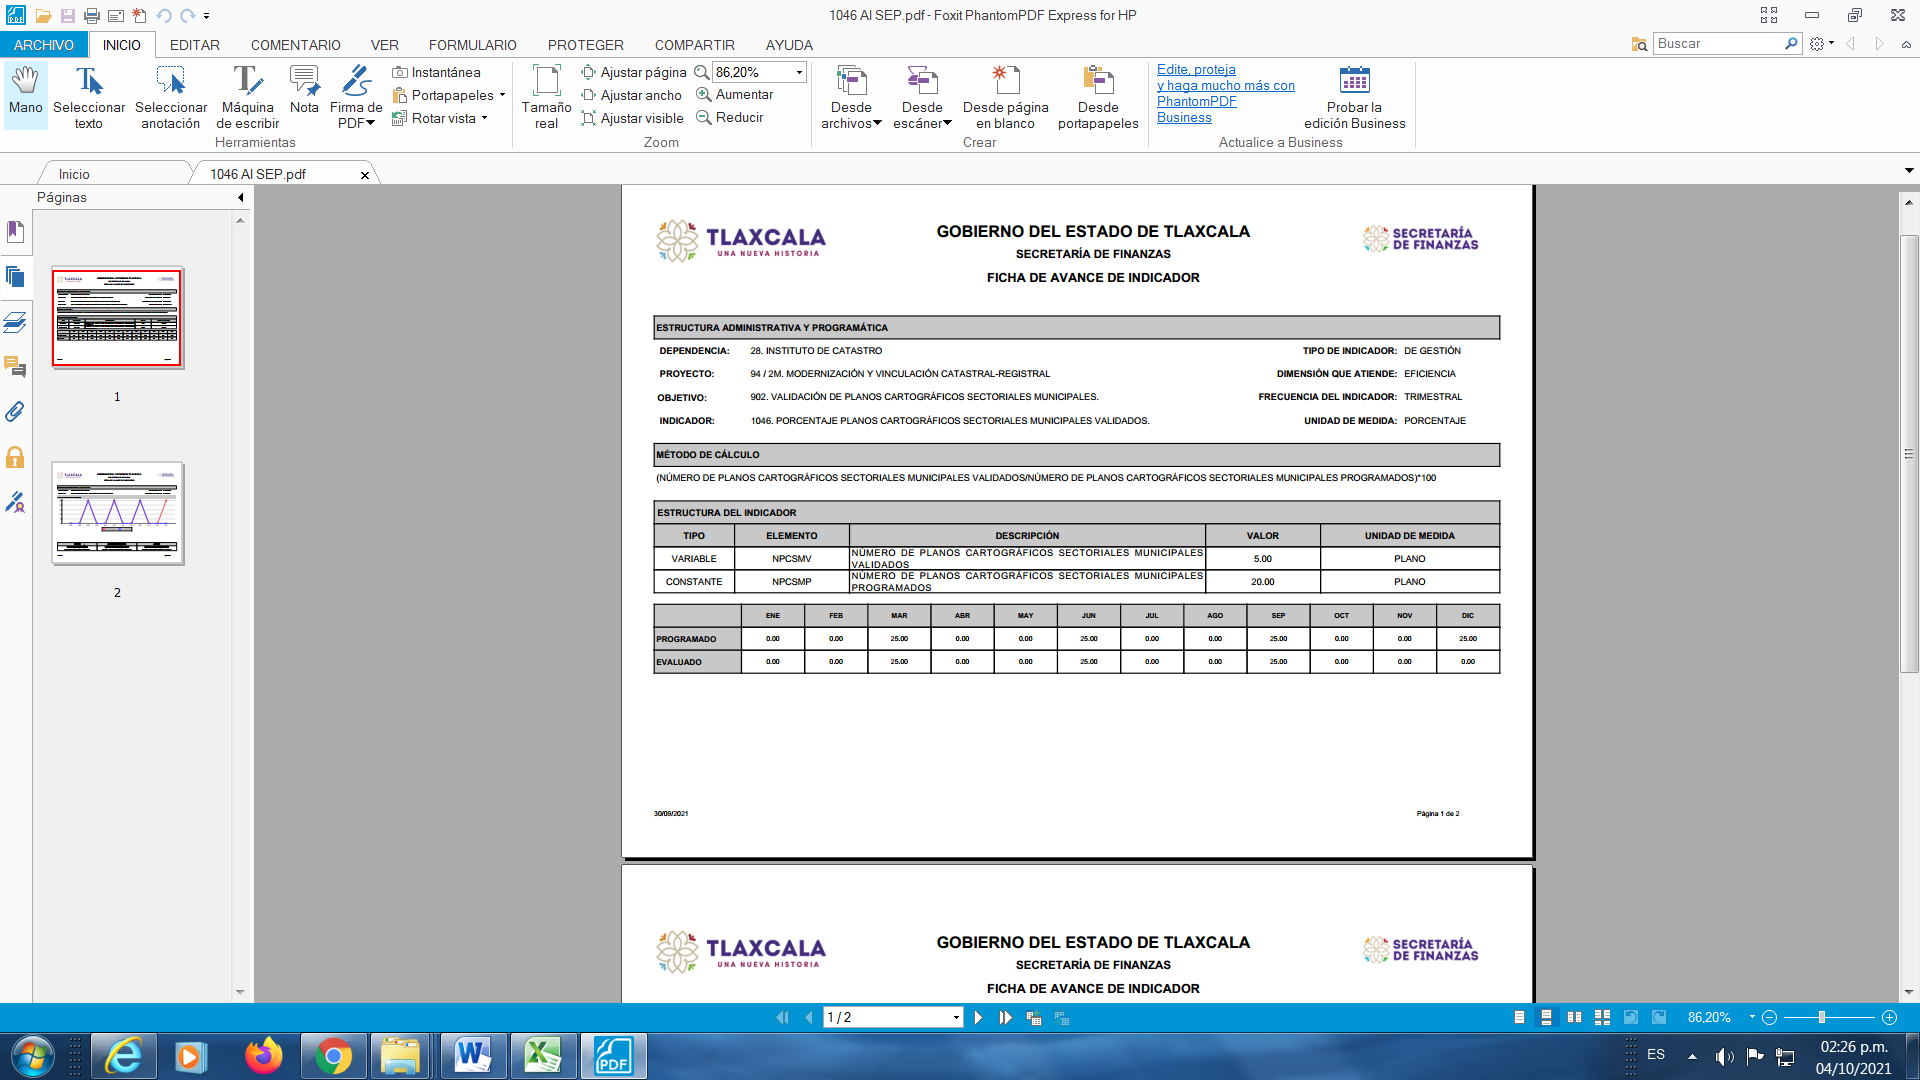 1046 AI SEP.pdf - Foxit PhantomPDF Express for HP
ARCHIVO INICIO EDITAR COMENTARIO VER FORMULARIO PROTEGER COMPARTIR AYUDA
Buscar
Mano
Seleccionar texto
Seleccionar anotación
Máquina de escribir
Nota
Firma de PDF
Instantánea
Portapapeles
Rotar vista
Herramientas
Tamaño real
Ajustar página
Ajustar ancho
Ajustar visible
86,20%
Aumentar
Reducir
Zoom
Desde archivos
Desde escáner
Desde página en blanco
Desde portapapeles
Crear
Edite, proteja
y haga mucho más con
PhantomPDF
Business
Probar la edición Business
Actualice a Business
Inicio
1046 AI SEP.pdf
Páginas
1
2
TLAXCALA
UNA NUEVA HISTORIA
GOBIERNO DEL ESTADO DE TLAXCALA
SECRETARÍA DE FINANZAS
FICHA DE AVANCE DE INDICADOR
SECRETARÍA
DE FINANZAS
ESTRUCTURA ADMINISTRATIVA Y PROGRAMÁTICA
DEPENDENCIA: 28. INSTITUTO DE CATASTRO TIPO DE INDICADOR: DE GESTIÓN
PROYECTO: 94 / 2M. MODERNIZACIÓN Y VINCULACIÓN CATASTRAL-REGISTRAL DIMENSIÓN QUE ATIENDE: EFICIENCIA
OBJETIVO: 902. VALIDACIÓN DE PLANOS CARTOGRÁFICOS SECTORIALES MUNICIPALES. FRECUENCIA DEL INDICADOR: TRIMESTRAL
INDICADOR: 1046. PORCENTAJE PLANOS CARTOGRÁFICOS SECTORIALES MUNICIPALES VALIDADOS. UNIDAD DE MEDIDA: PORCENTAJE
MÉTODO DE CÁLCULO
(NÚMERO DE PLANOS CARTOGRÁFICOS SECTORIALES MUNICIPALES VALIDADOS/NÚMERO DE PLANOS CARTOGRÁFICOS SECTORIALES MUNICIPALES PROGRAMADOS)*100
ESTRUCTURA DEL INDICADOR
TIPO ELEMENTO DESCRIPCIÓN VALOR UNIDAD DE MEDIDA
VARIABLE NPCSMV NÚMERO DE PLANOS CARTOGRÁFICOS SECTORIALES MUNICIPALES VALIDADOS 5.00 PLANO
CONSTANTE NPCSMP NÚMERO DE PLANOS CARTOGRÁFICOS SECTORIALES MUNICIPALES PROGRAMADOS 20.00 PLANO
ENE FEB MAR ABR MAY JUN JUL AGO SEP OCT NOV DIC
PROGRAMADO 0.00 0.00 25.00 0.00 0.00 25.00 0.00 0.00 25.00 0.00 0.00 25.00
EVALUADO 0.00 0.00 25.00 0.00 0.00 25.00 0.00 0.00 25.00 0.00 0.00 0.00
30/09/2021 Página 1 de 2
TLAXCALA
UNA NUEVA HISTORIA
GOBIERNO DEL ESTADO DE TLAXCALA
SECRETARÍA DE FINANZAS
FICHA DE AVANCE DE INDICADOR
SECRETARÍA
DE FINANZAS
1 / 2
86,20%
ES
02:26 p.m.
04/10/2021